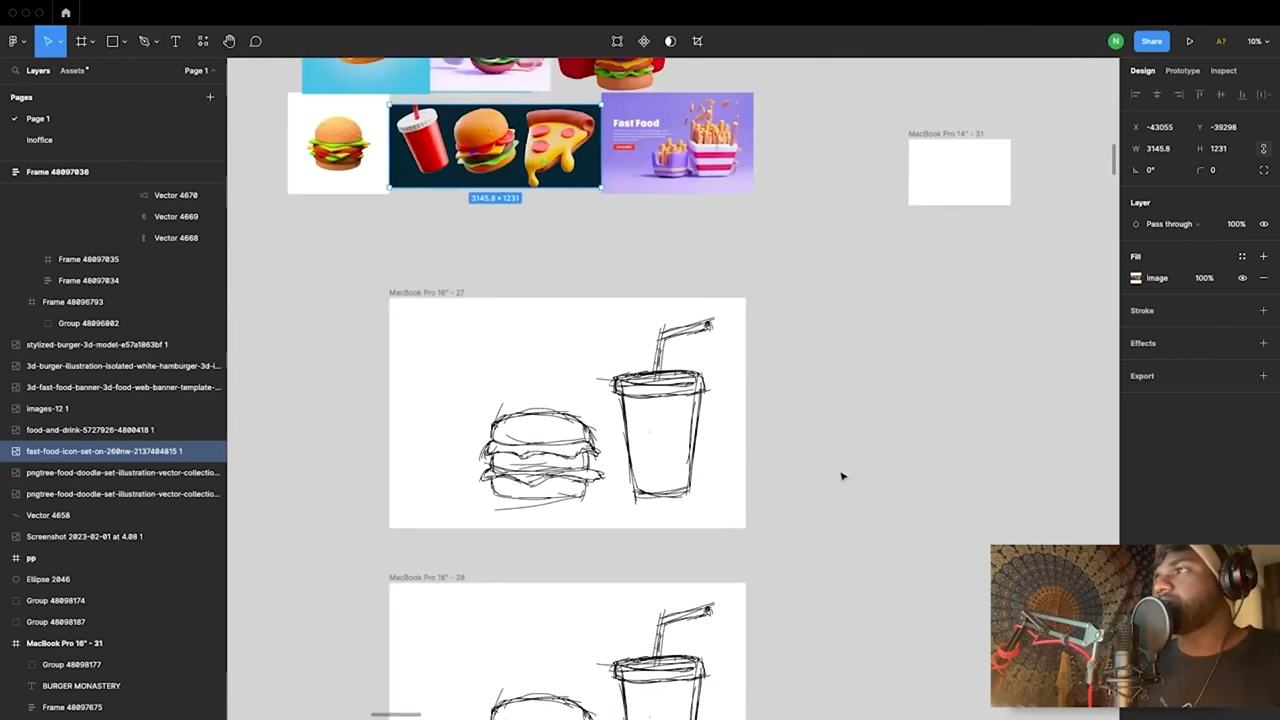 N
Share
A?
10%
Layers
Assets
Page 1
Pages
Page 1
Inoffice
Frame 48097036
Vector 4670
Vector 4669
Vector 4668
Frame 48097035
Frame 48097034
Frame 48096793
Group 48096802
stylized-burger-3d-model-e57a1863bf 1
3d-burger-illustration-isolated-white-hamburger-3d-i...
3d-fast-food-banner-3d-food-web-banner-template-...
images-12 1
food-and-drink-5727926-4800418 1
fast-food-icon-set-on-260nw-2137404815 1
pngtree-food-doodle-set-illustration-vector-collectio...
pngtree-food-doodle-set-illustration-vector-collectio...
Vector 4658
Screenshot 2023-02-01 at 4.08 1
pp
Ellipse 2046
Group 48098174
Group 48098187
MacBook Pro 16" - 31
Group 48098177
BURGER MONASTERY
Frame 48097675
Fast Food
3145.8 × 1231
MacBook Pro 14" - 31
MacBook Pro 16" - 27
MacBook Pro 16" - 28
Design
Prototype
Inspect
X -43055
Y -39298
W 3145.8
H 1231
0°
0
Layer
Pass through
100%
Fill
Image
100%
Stroke
Effects
Export